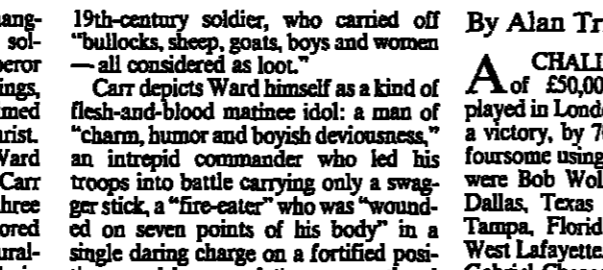 ang-
sol-
peror
ings,
med
rist.
Ward
Carr
three
ored
ural-
19th-century soldier, who carried off
“bullocks, sheep, goats, boys and women
— all considered as loot.”
Carr depicts Ward himself as a kind of
flesh-and-blood matinee idol: a man of
“charm, humor and boyish deviousness,”
an intrepid commander who led his
troops into battle carrying only a swag-
ger stick, a “fire-eater” who was “wound-
ed on seven points of his body” in a
single daring charge on a fortified posi-
By Alan Tr
A CHALL
of £50,00
played in Lond
a victory, by 7
foursome using
were Bob Wol
Dallas, Texas
Tampa, Florid
West Lafayette